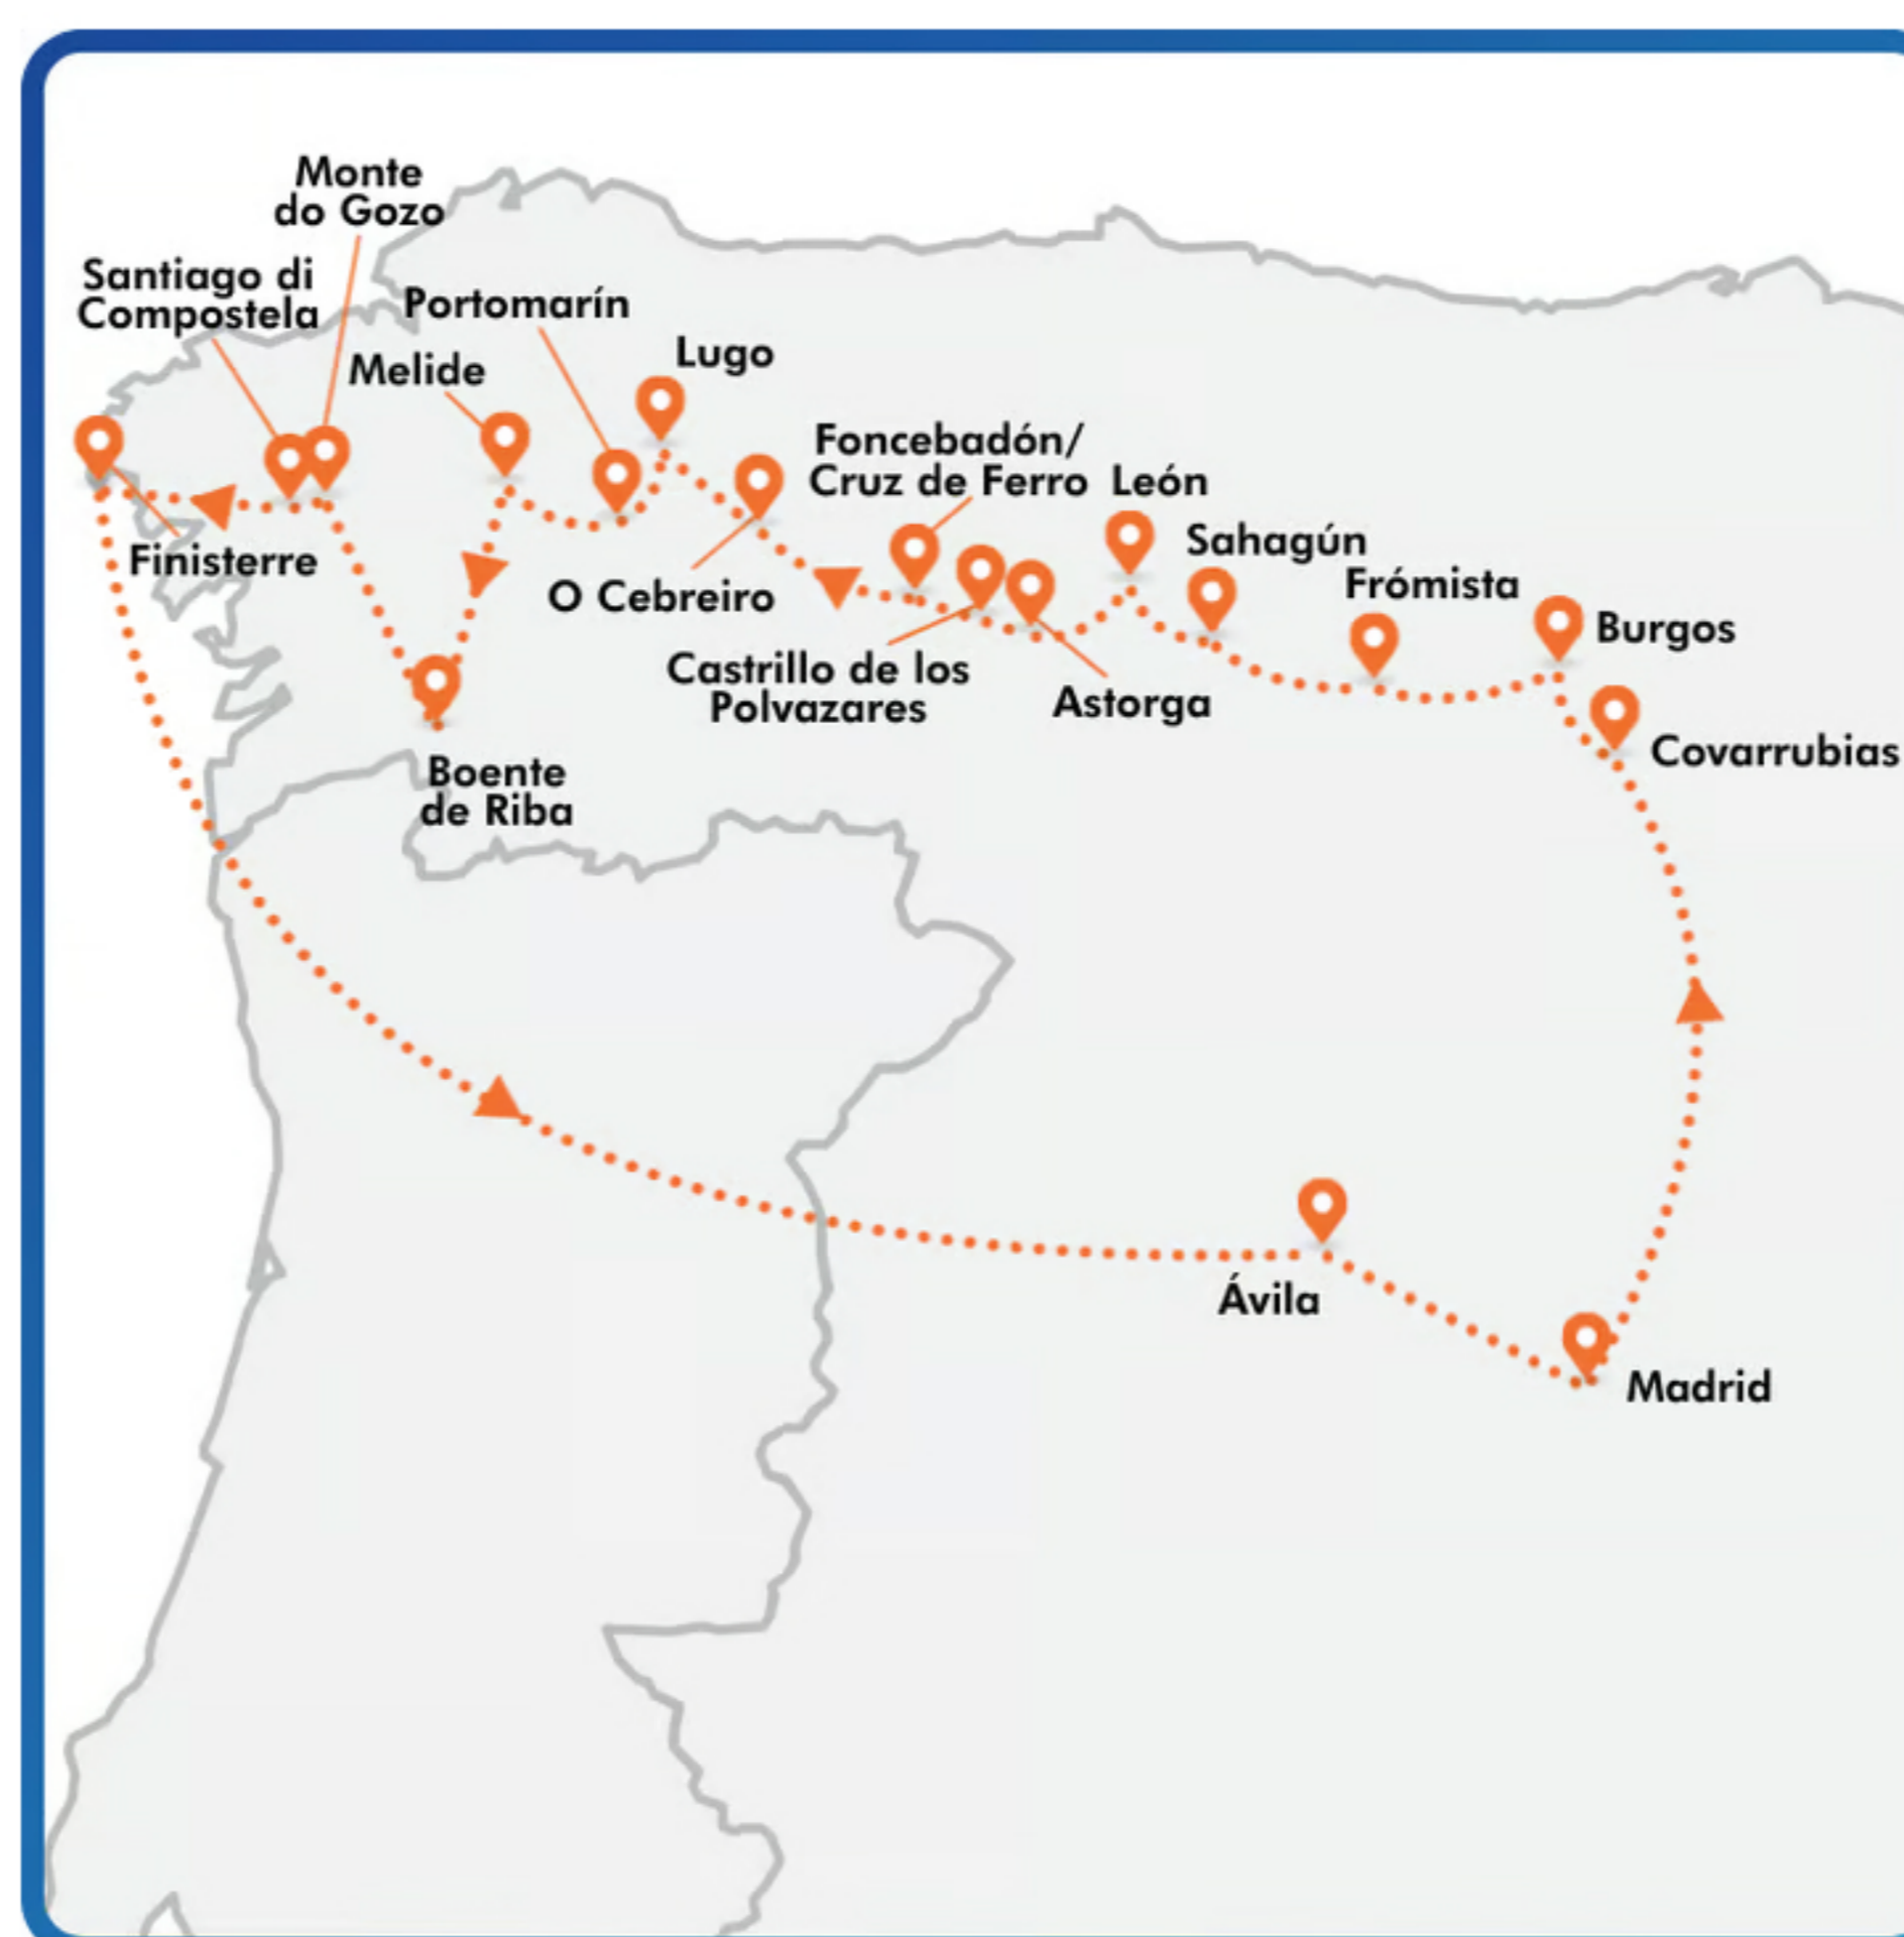 Monte
do Gozo
Santiago di
Compostela
Portomarín
Melide
Lugo
Foncebadón/
Cruz de Ferro
León
Sahagún
Frómista
Burgos
Finisterre
O Cebreiro
Castrillo de los
Polvazares
Astorga
Covarrubias
Boente
de Riba
Ávila
Madrid